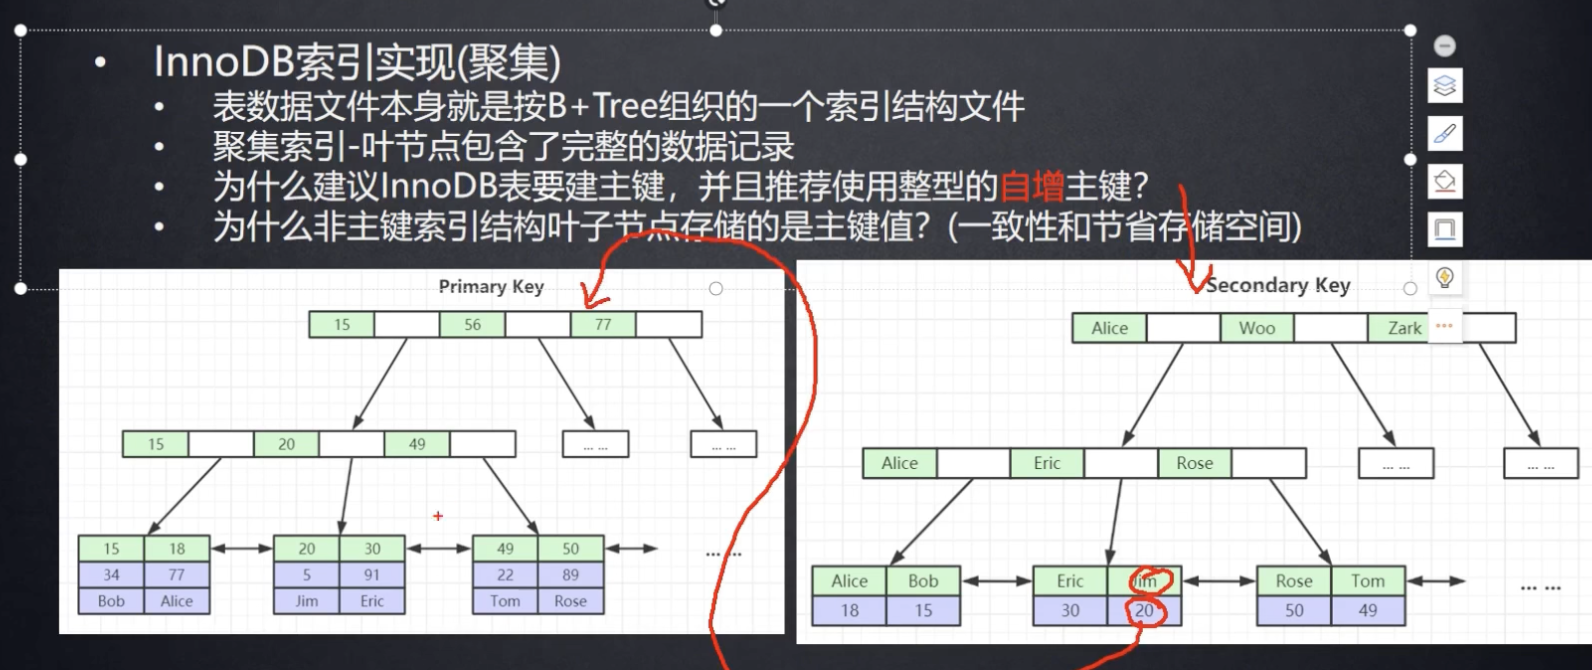 InnoDB索引实现(聚集)
表数据文件本身就是按B+Tree组织的一个索引结构文件
聚集索引-叶节点包含了完整的数据记录
为什么建议InnoDB表要建主键，并且推荐使用整型的自增主键？
为什么非主键索引结构叶子节点存储的是主键值？(一致性和节省存储空间)
Primary Key
15 56 77
15 20 49 ... ... ... ...
15 18 20 30 49 50
34 77 5 91 22 89
Bob Alice Jim Eric Tom Rose
... ...
Secondary Key
Alice Woo Zark
Alice Eric Rose ... ... ... ...
Alice Bob Eric Jim Rose Tom
18 15 30 20 50 49
... ...